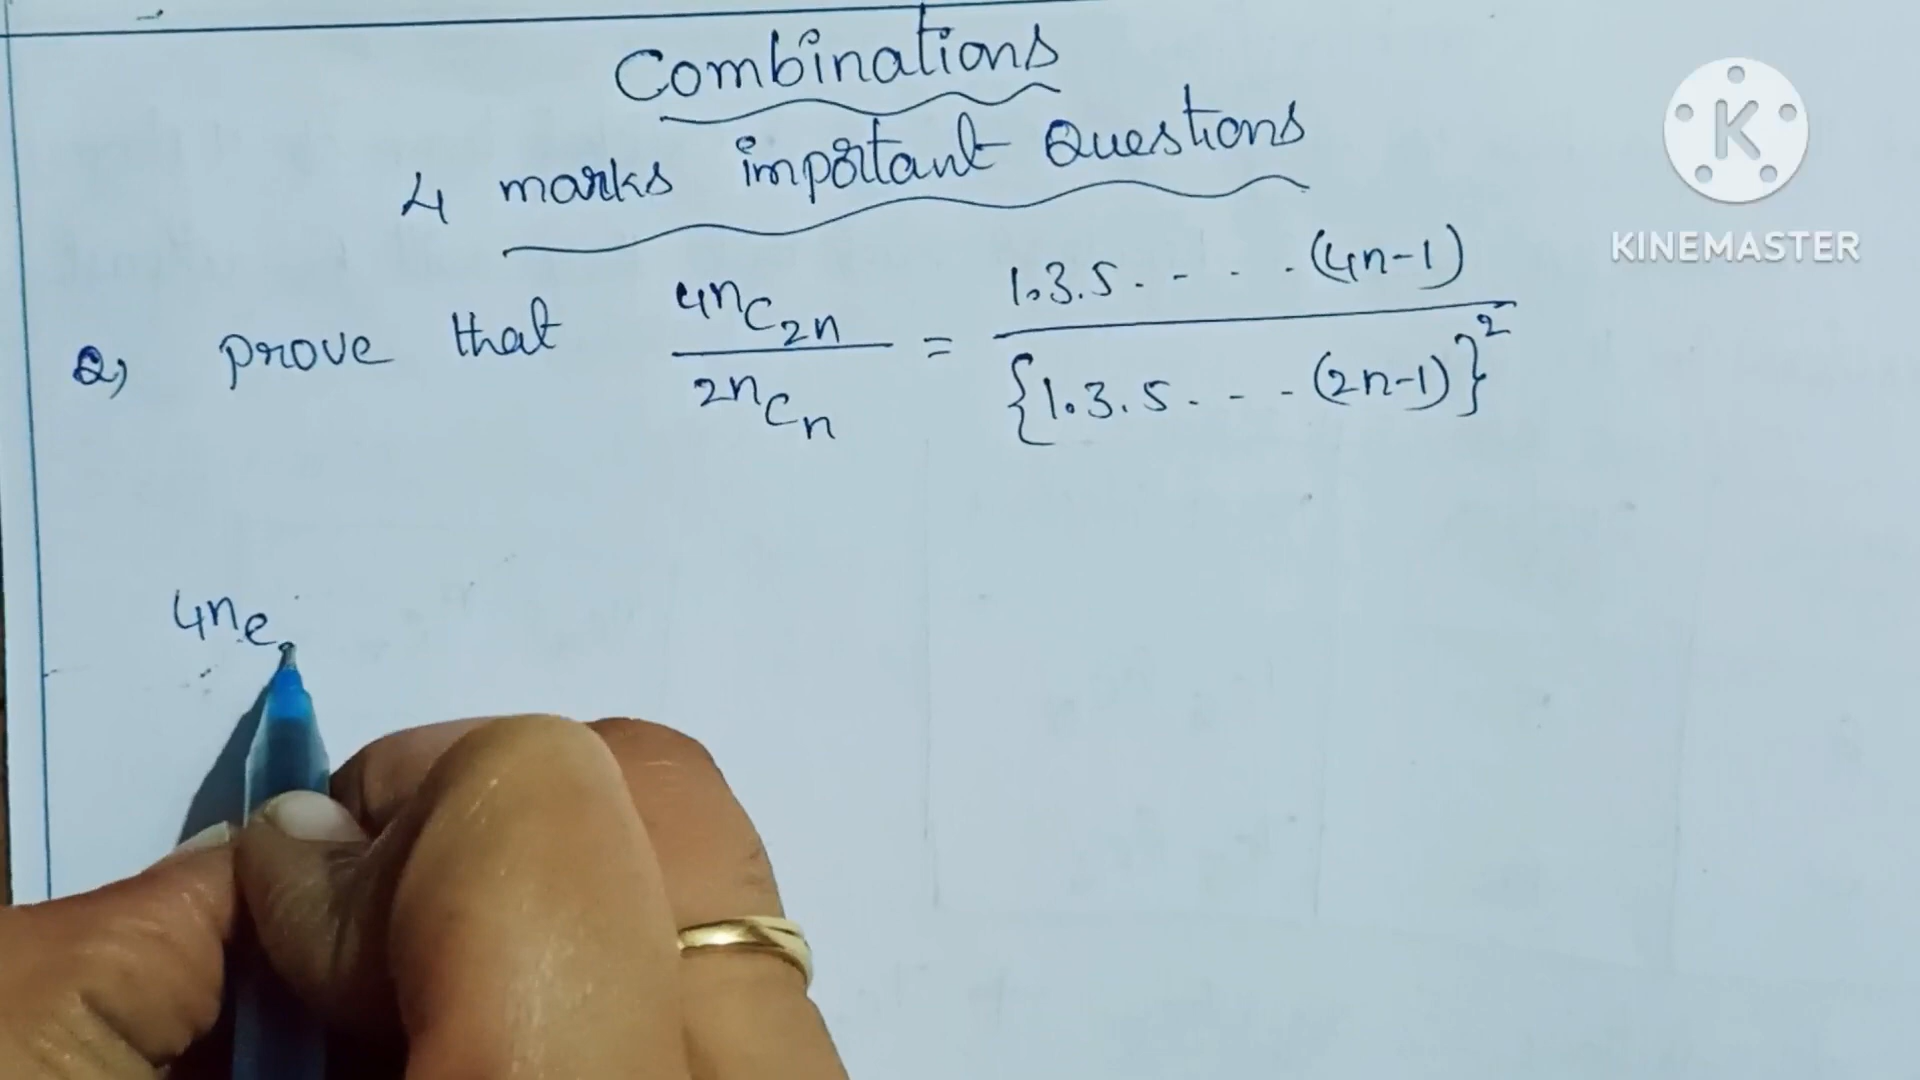 Combinations
4 marks important Questions
K
KINEMASTER
Q) prove that 4nC2n / 2nCn = 1.3.5. - - . (4n-1) / {1.3.5. - - - (2n-1)}²
4nc